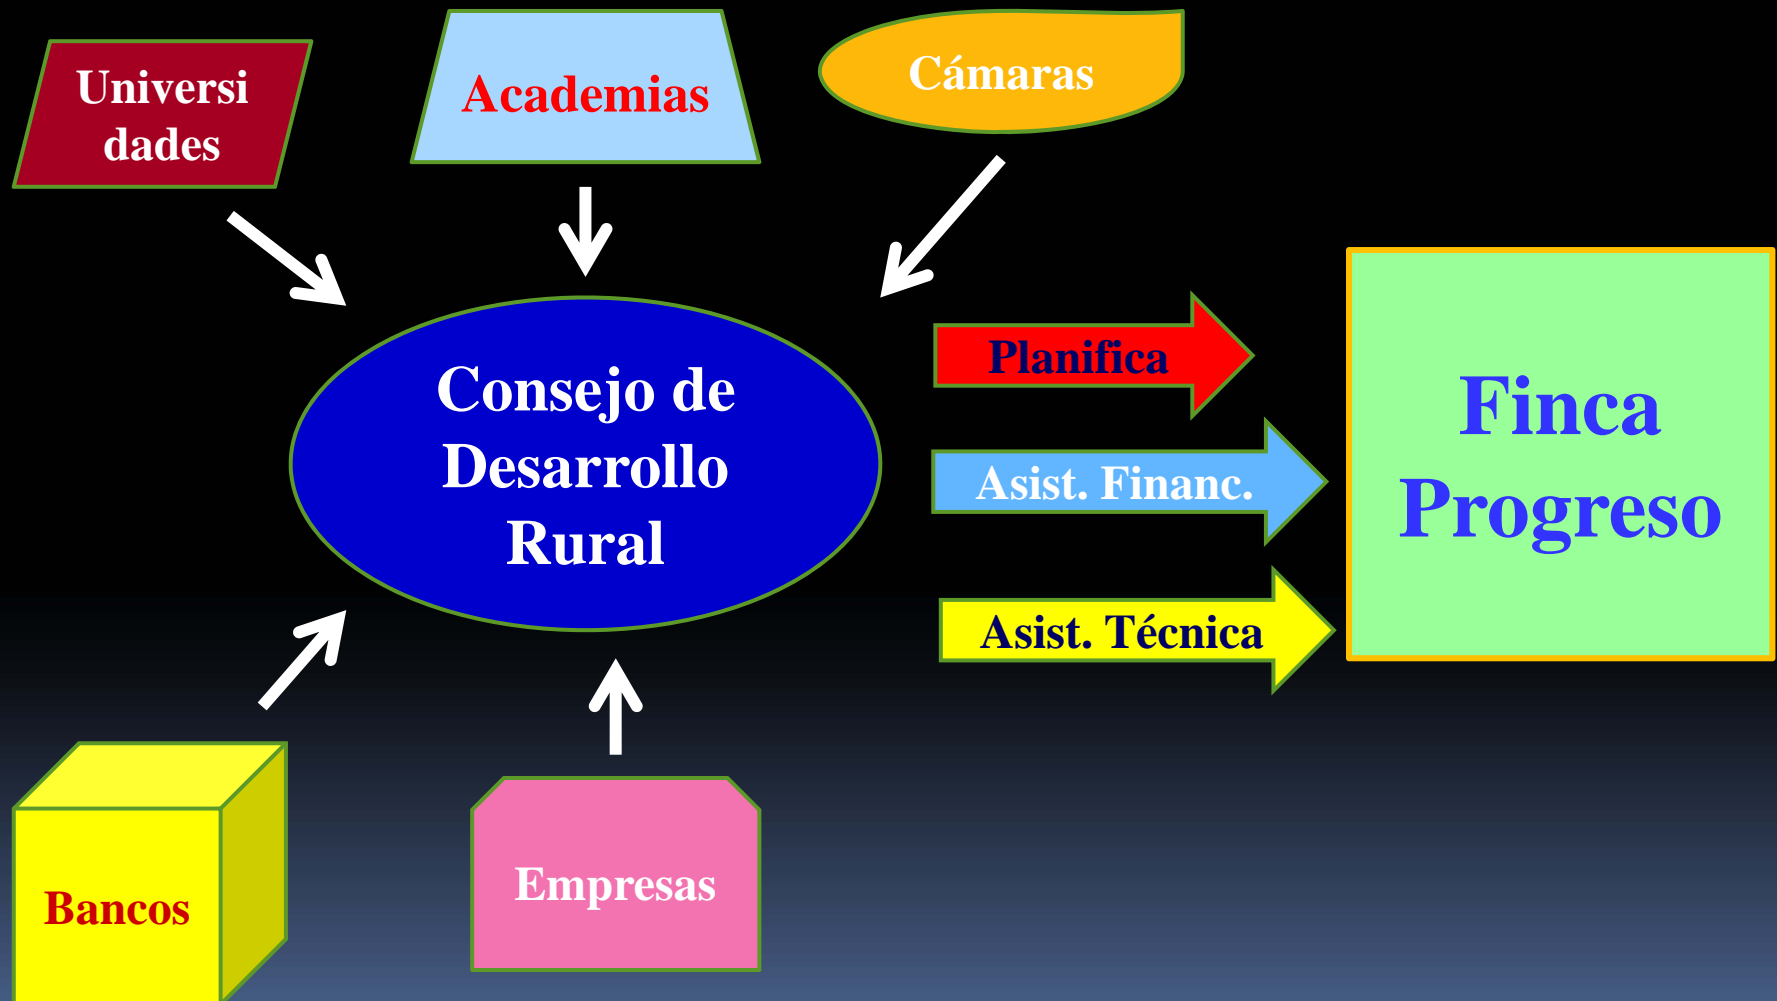 Universi
dades
Academias
Cámaras
Consejo de
Desarrollo
Rural
Planifica
Asist. Financ.
Asist. Técnica
Finca
Progreso
Bancos
Empresas